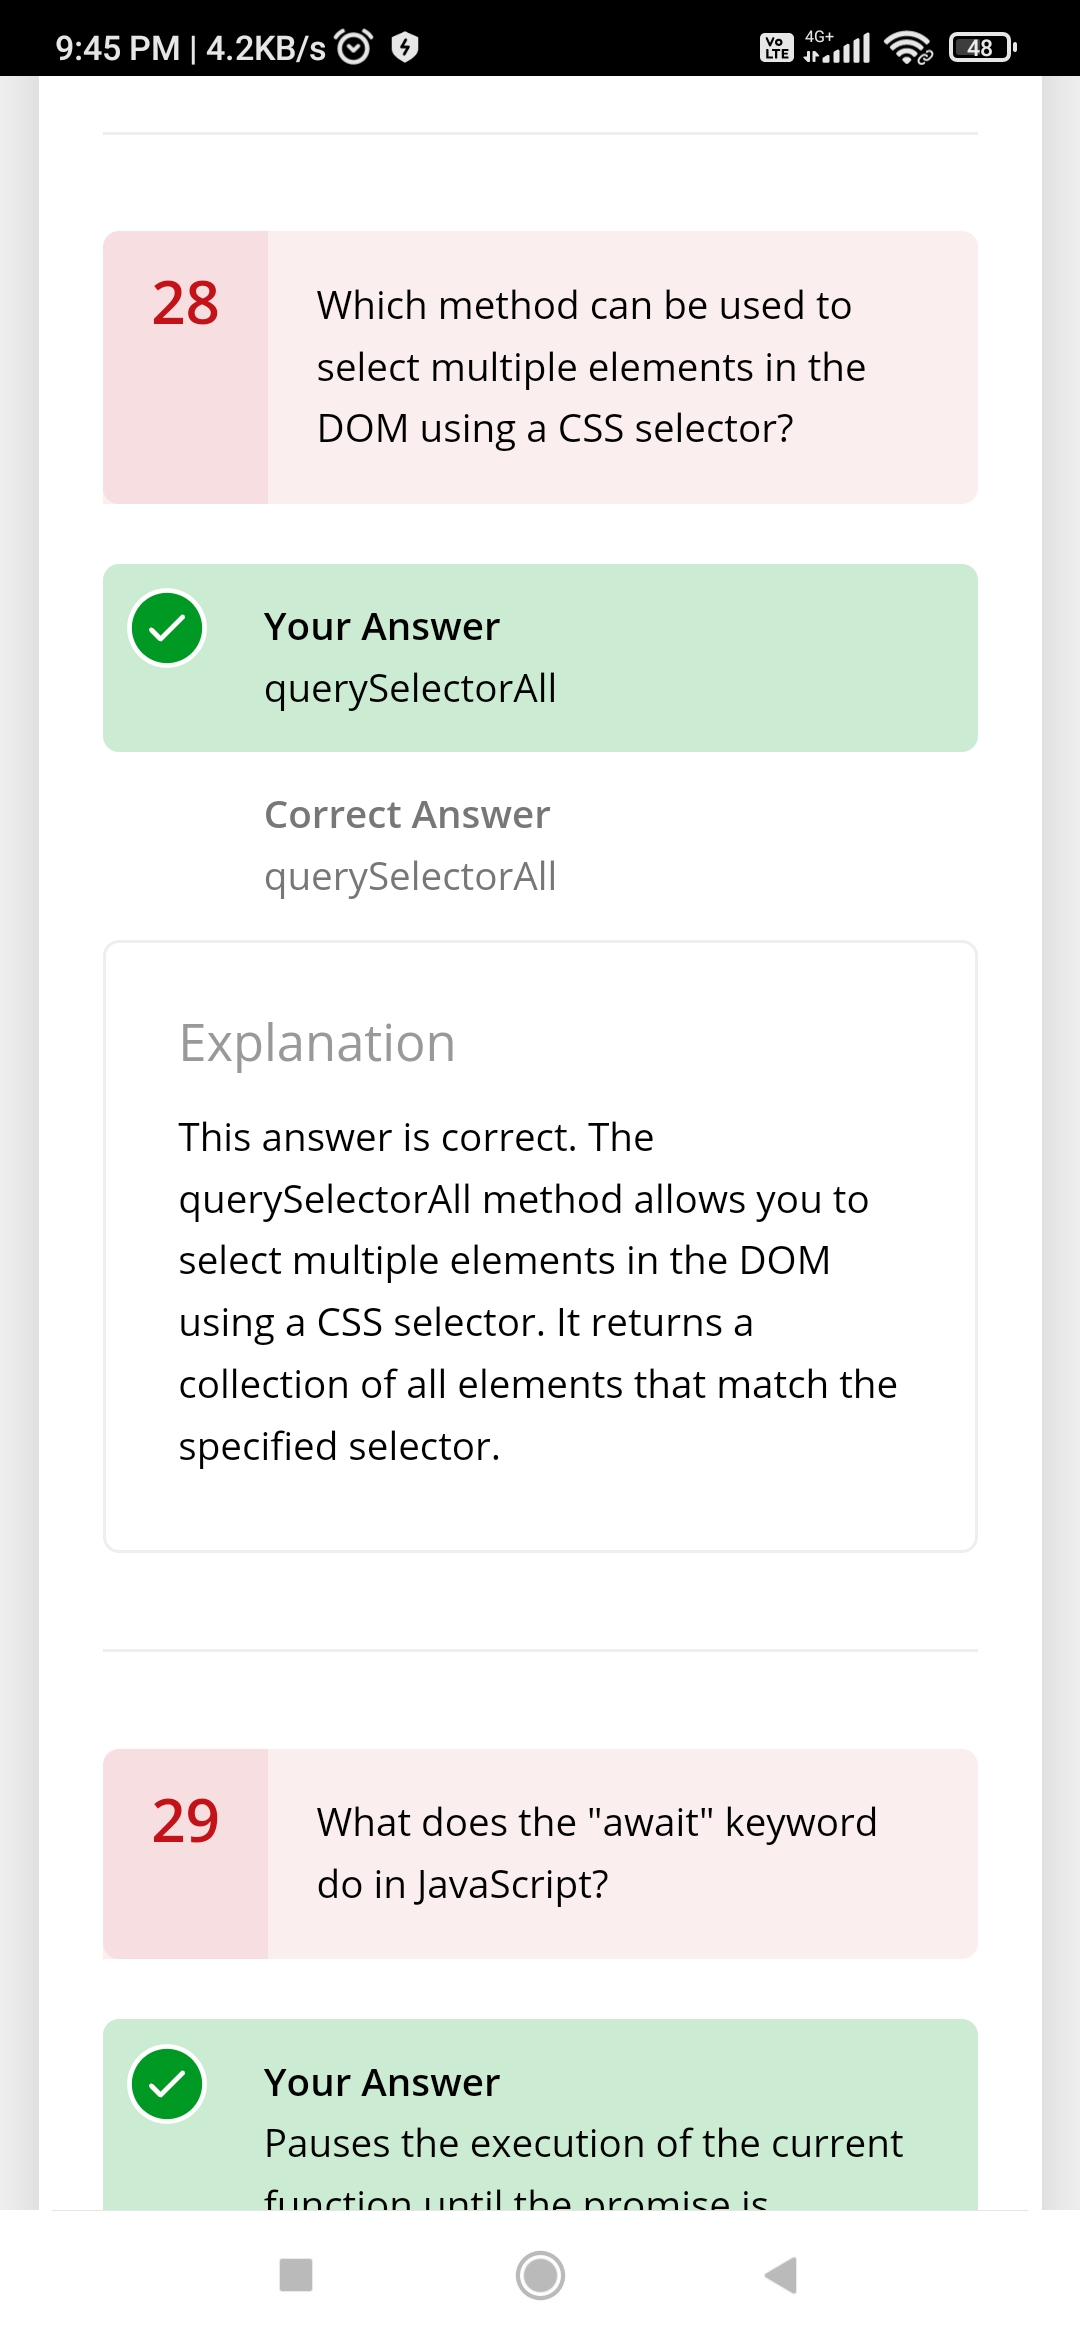 9:45 PM | 4.2KB/s
Vo LTE 4G+ 48
28
Which method can be used to
select multiple elements in the
DOM using a CSS selector?
Your Answer
querySelectorAll
Correct Answer
querySelectorAll
Explanation
This answer is correct. The
querySelectorAll method allows you to
select multiple elements in the DOM
using a CSS selector. It returns a
collection of all elements that match the
specified selector.
29
What does the "await" keyword
do in JavaScript?
Your Answer
Pauses the execution of the current
function until the promise is